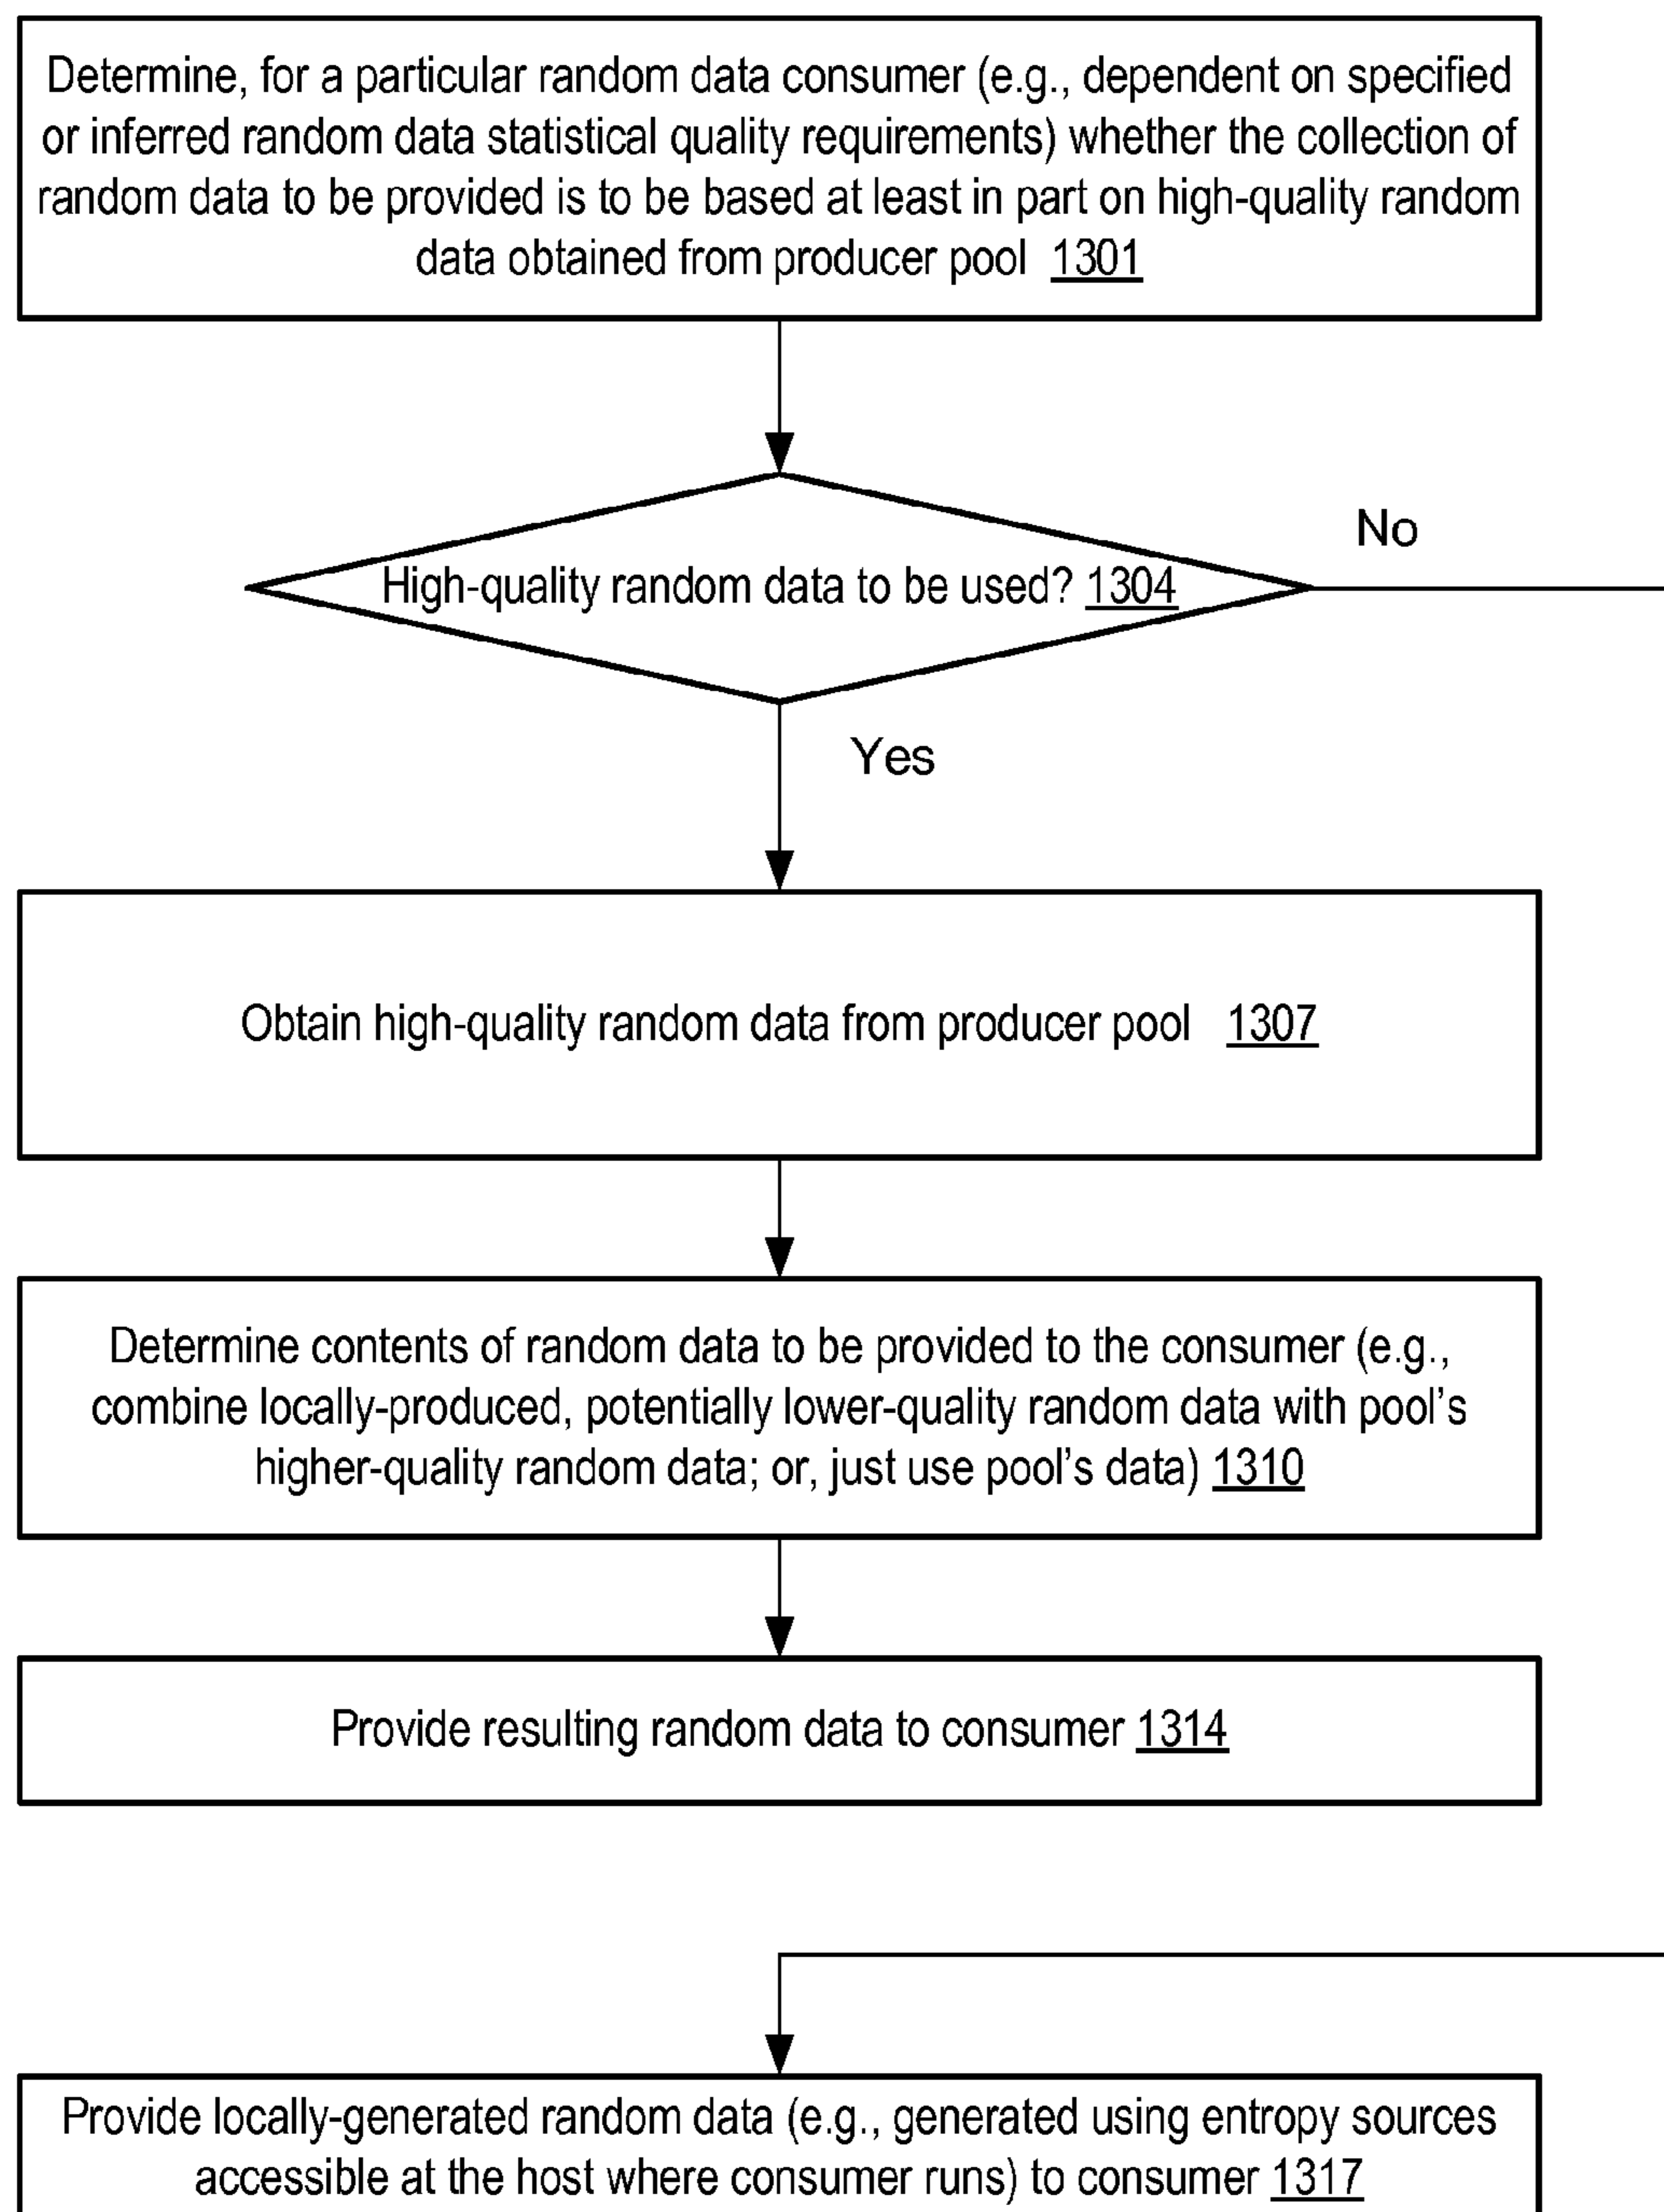 Determine, for a particular random data consumer (e.g., dependent on specified
or inferred random data statistical quality requirements) whether the collection of
random data to be provided is to be based at least in part on high-quality random
data obtained from producer pool 1301
No
High-quality random data to be used? 1304
Yes
Obtain high-quality random data from producer pool 1307
Determine contents of random data to be provided to the consumer (e.g.,
combine locally-produced, potentially lower-quality random data with pool's
higher-quality random data; or, just use pool's data) 1310
Provide resulting random data to consumer 1314
Provide locally-generated random data (e.g., generated using entropy sources
accessible at the host where consumer runs) to consumer 1317